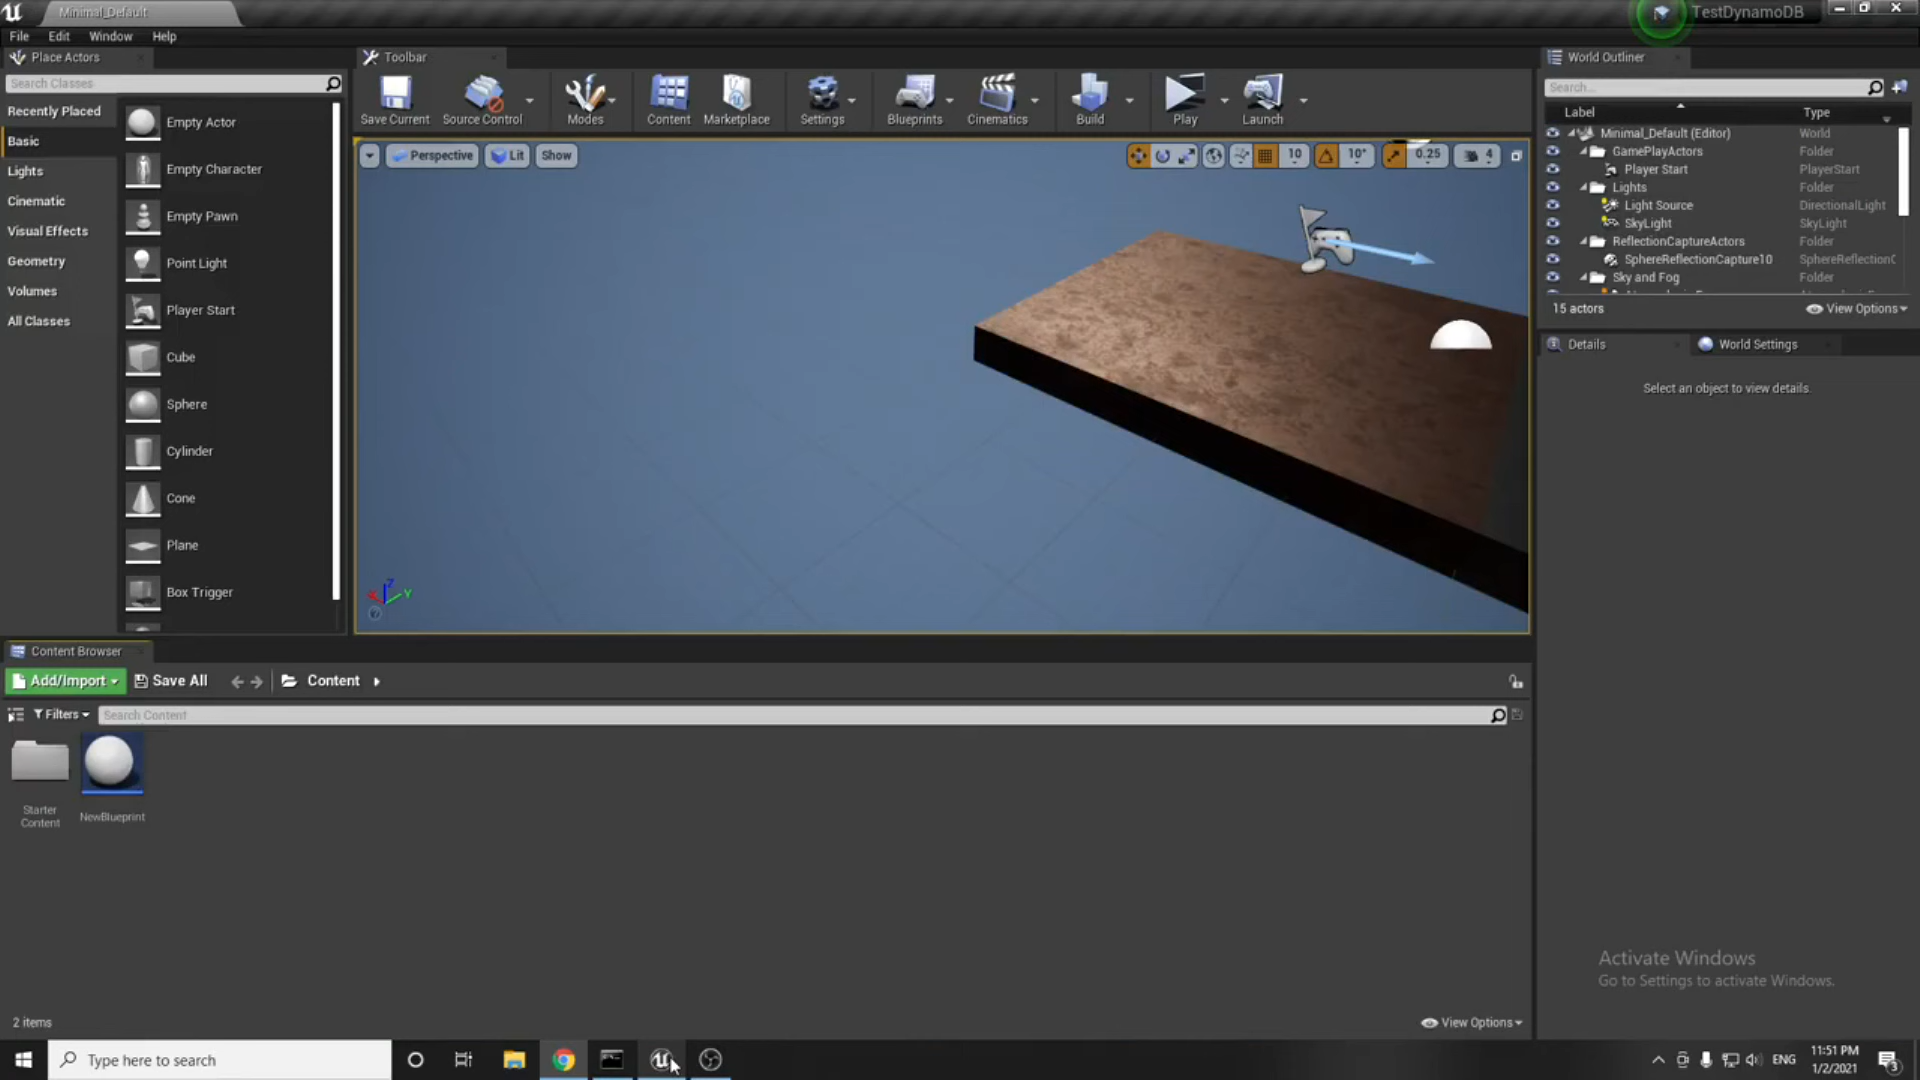 Minimal_Default
TestDynamoDB
File Edit Window Help
Place Actors
Search Classes
Recently Placed
Basic
Lights
Cinematic
Visual Effects
Geometry
Volumes
All Classes
Empty Actor
Empty Character
Empty Pawn
Point Light
Player Start
Cube
Sphere
Cylinder
Cone
Plane
Box Trigger
Toolbar
Save Current
Source Control
Modes
Content
Marketplace
Settings
Blueprints
Cinematics
Build
Play
Launch
Perspective Lit Show
10 10° 0.25 4
Z
X
Y
World Outliner
Search...
Label Type
Minimal_Default (Editor) World
GamePlayActors Folder
Player Start PlayerStart
Lights Folder
Light Source DirectionalLight
SkyLight SkyLight
ReflectionCaptureActors Folder
SphereReflectionCapture10 SphereReflectionC
Sky and Fog Folder
15 actors View Options
Details World Settings
Select an object to view details.
Content Browser
Add/Import Save All Content
Filters Search Content
Starter
Content
NewBlueprint
2 items View Options
Activate Windows
Go to Settings to activate Windows.
Type here to search
ENG
11:51 PM
1/2/2021
3